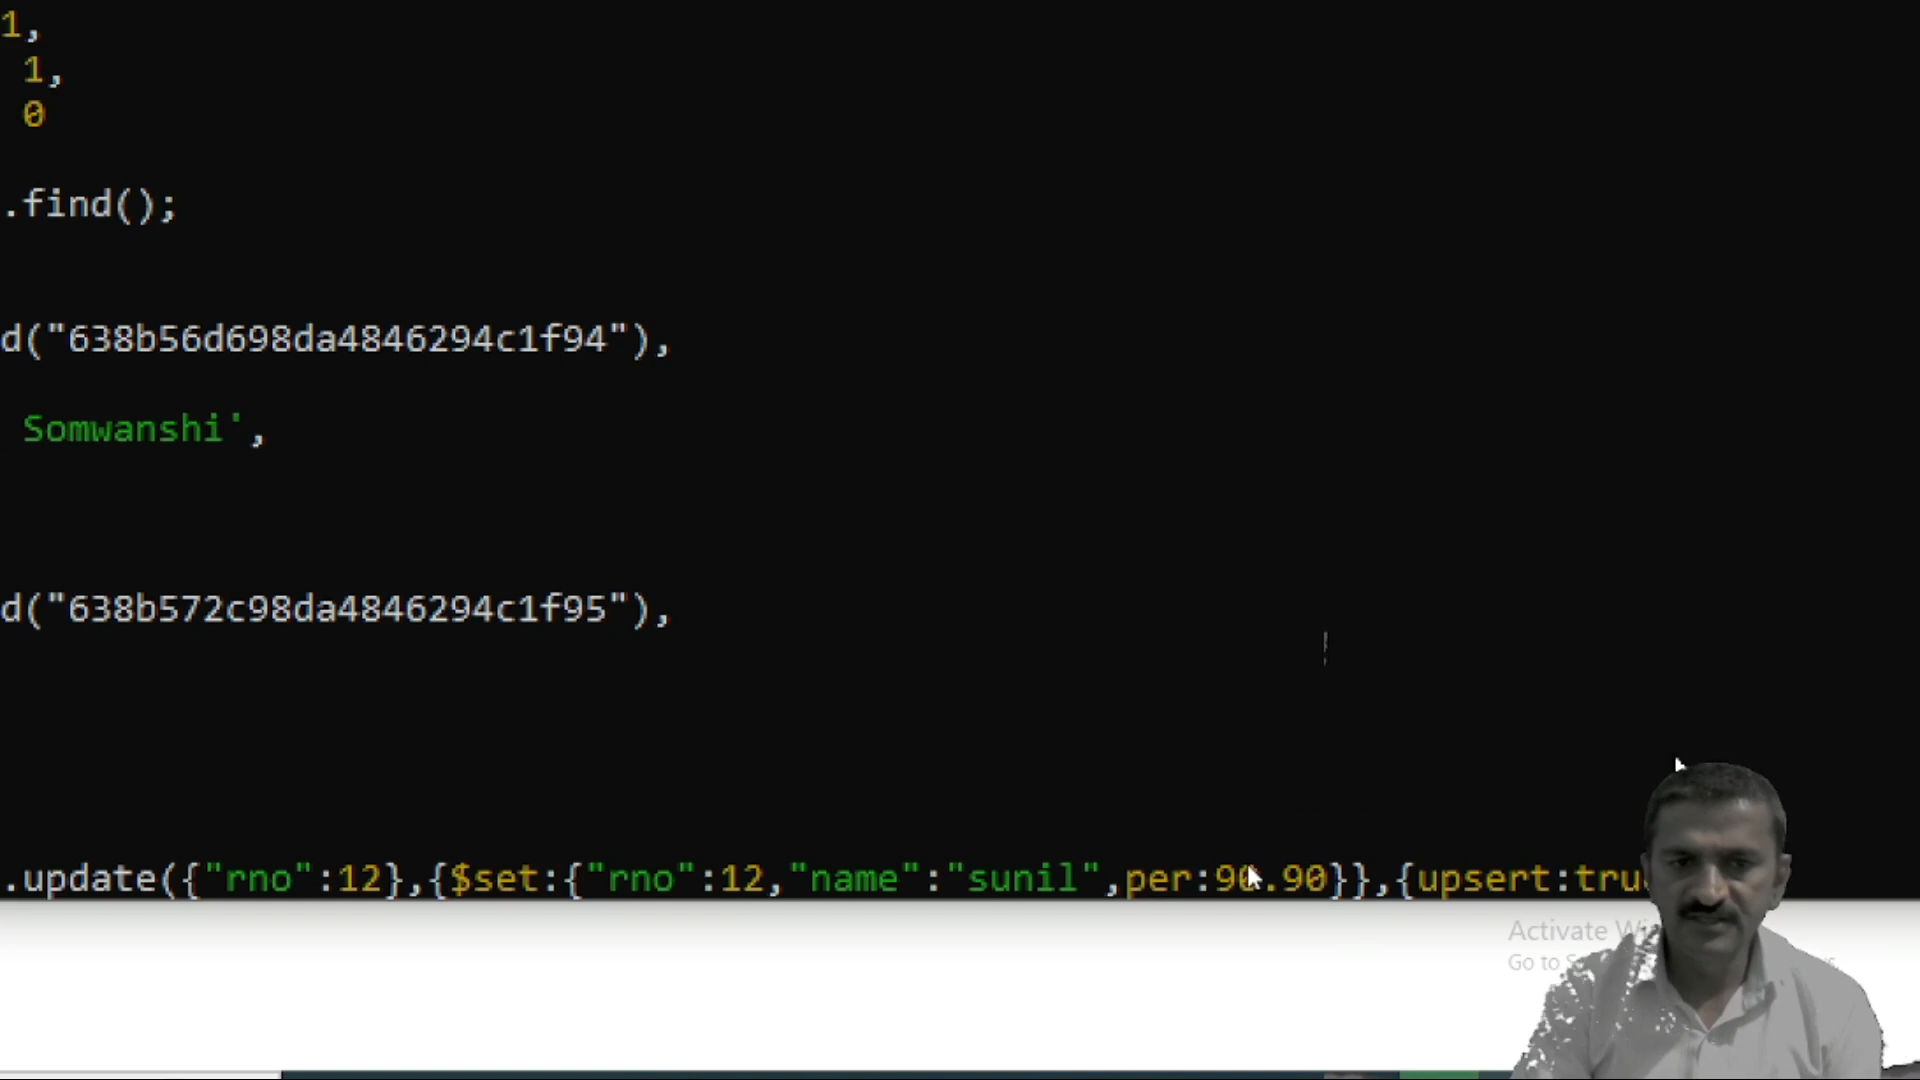 1,
1,
0
.find();
d("638b56d698da4846294c1f94"),
Somwanshi',
d("638b572c98da4846294c1f95"),
.update({"rno":12},{$set:{"rno":12,"name":"sunil",per:90.90}},{upsert:tru
Activate
Go to